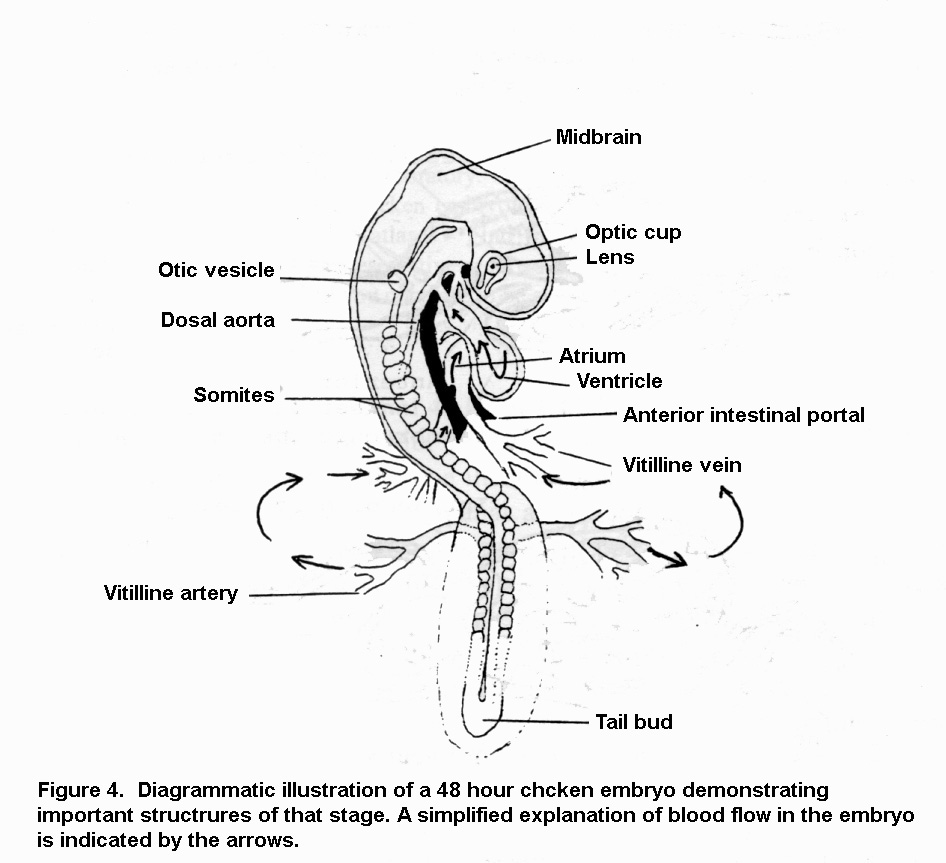 Midbrain
Optic cup
Lens
Otic vesicle
Dosal aorta
Atrium
Ventricle
Somites
Anterior intestinal portal
Vitilline vein
Vitilline artery
Tail bud
Figure 4. Diagrammatic illustration of a 48 hour chcken embryo demonstrating
important structrures of that stage. A simplified explanation of blood flow in the embryo
is indicated by the arrows.